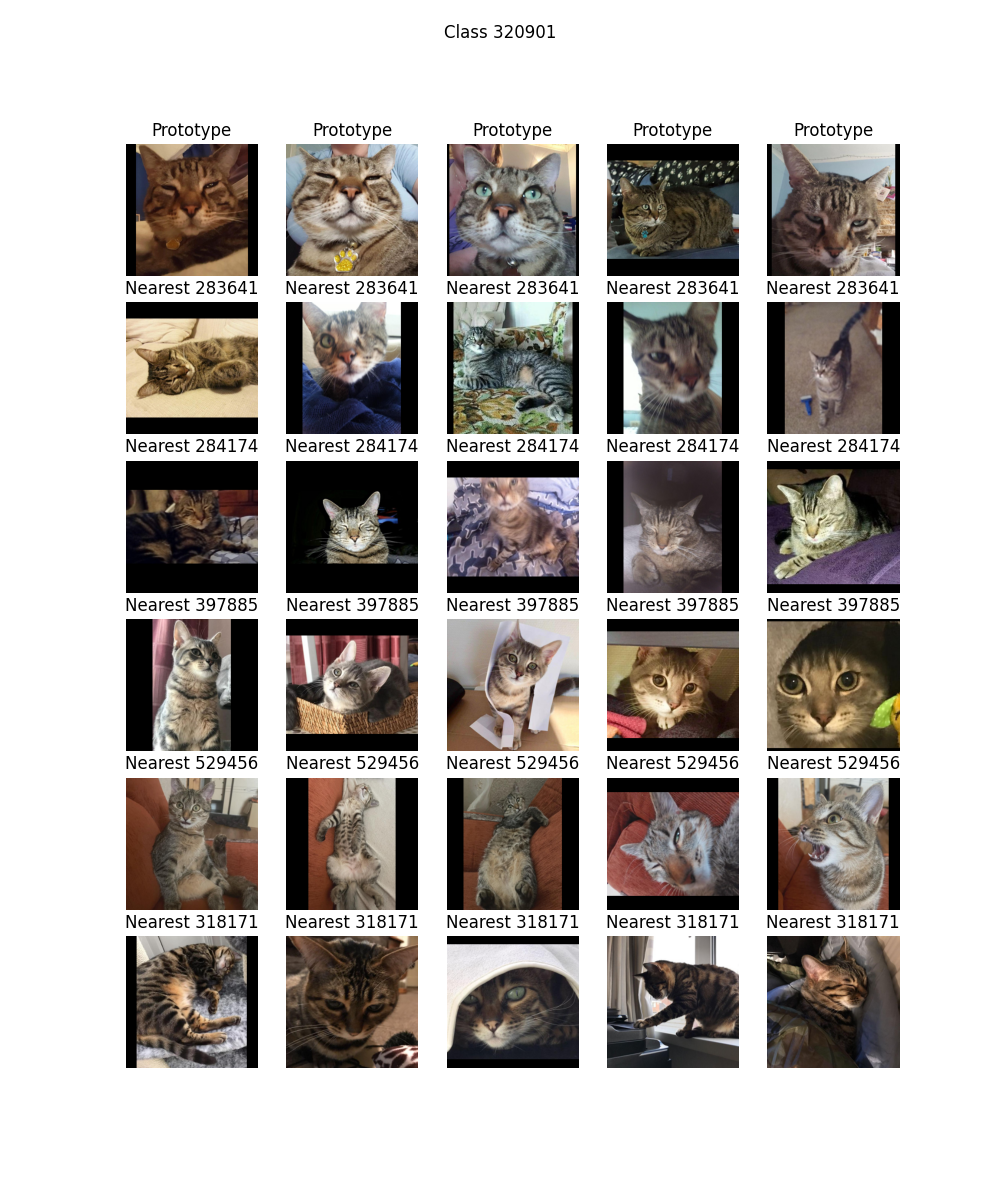 Class 320901
Prototype Prototype Prototype Prototype Prototype
Nearest 283641 Nearest 283641 Nearest 283641 Nearest 283641 Nearest 283641
Nearest 284174 Nearest 284174 Nearest 284174 Nearest 284174 Nearest 284174
Nearest 397885 Nearest 397885 Nearest 397885 Nearest 397885 Nearest 397885
Nearest 529456 Nearest 529456 Nearest 529456 Nearest 529456 Nearest 529456
Nearest 318171 Nearest 318171 Nearest 318171 Nearest 318171 Nearest 318171